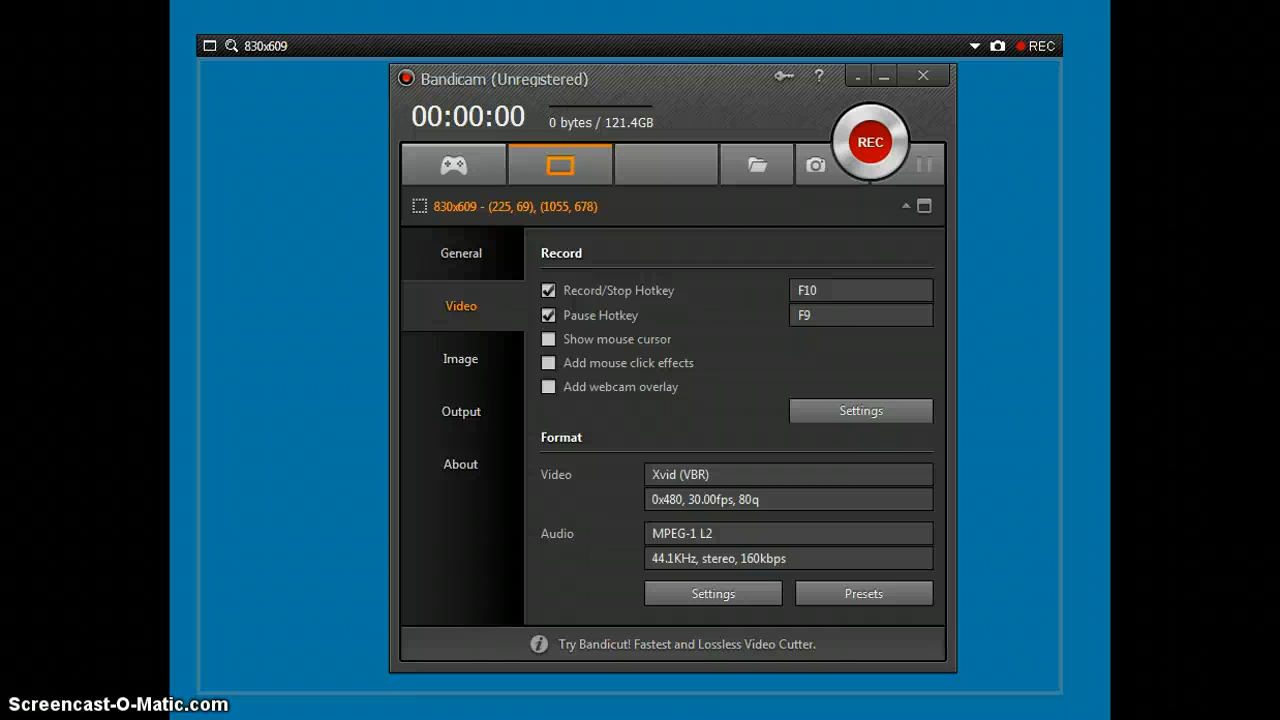 830x609
REC
Bandicam (Unregistered)
?
00:00:00
0 bytes / 121.4GB
REC
830x609 - (225, 69), (1055, 678)
General
Video
Image
Output
About
Record
Record/Stop Hotkey F10
Pause Hotkey F9
Show mouse cursor
Add mouse click effects
Add webcam overlay
Settings
Format
Video Xvid (VBR)
0x480, 30.00fps, 80q
Audio MPEG-1 L2
44.1KHz, stereo, 160kbps
Settings Presets
Try Bandicut! Fastest and Lossless Video Cutter.
Screencast-O-Matic.com